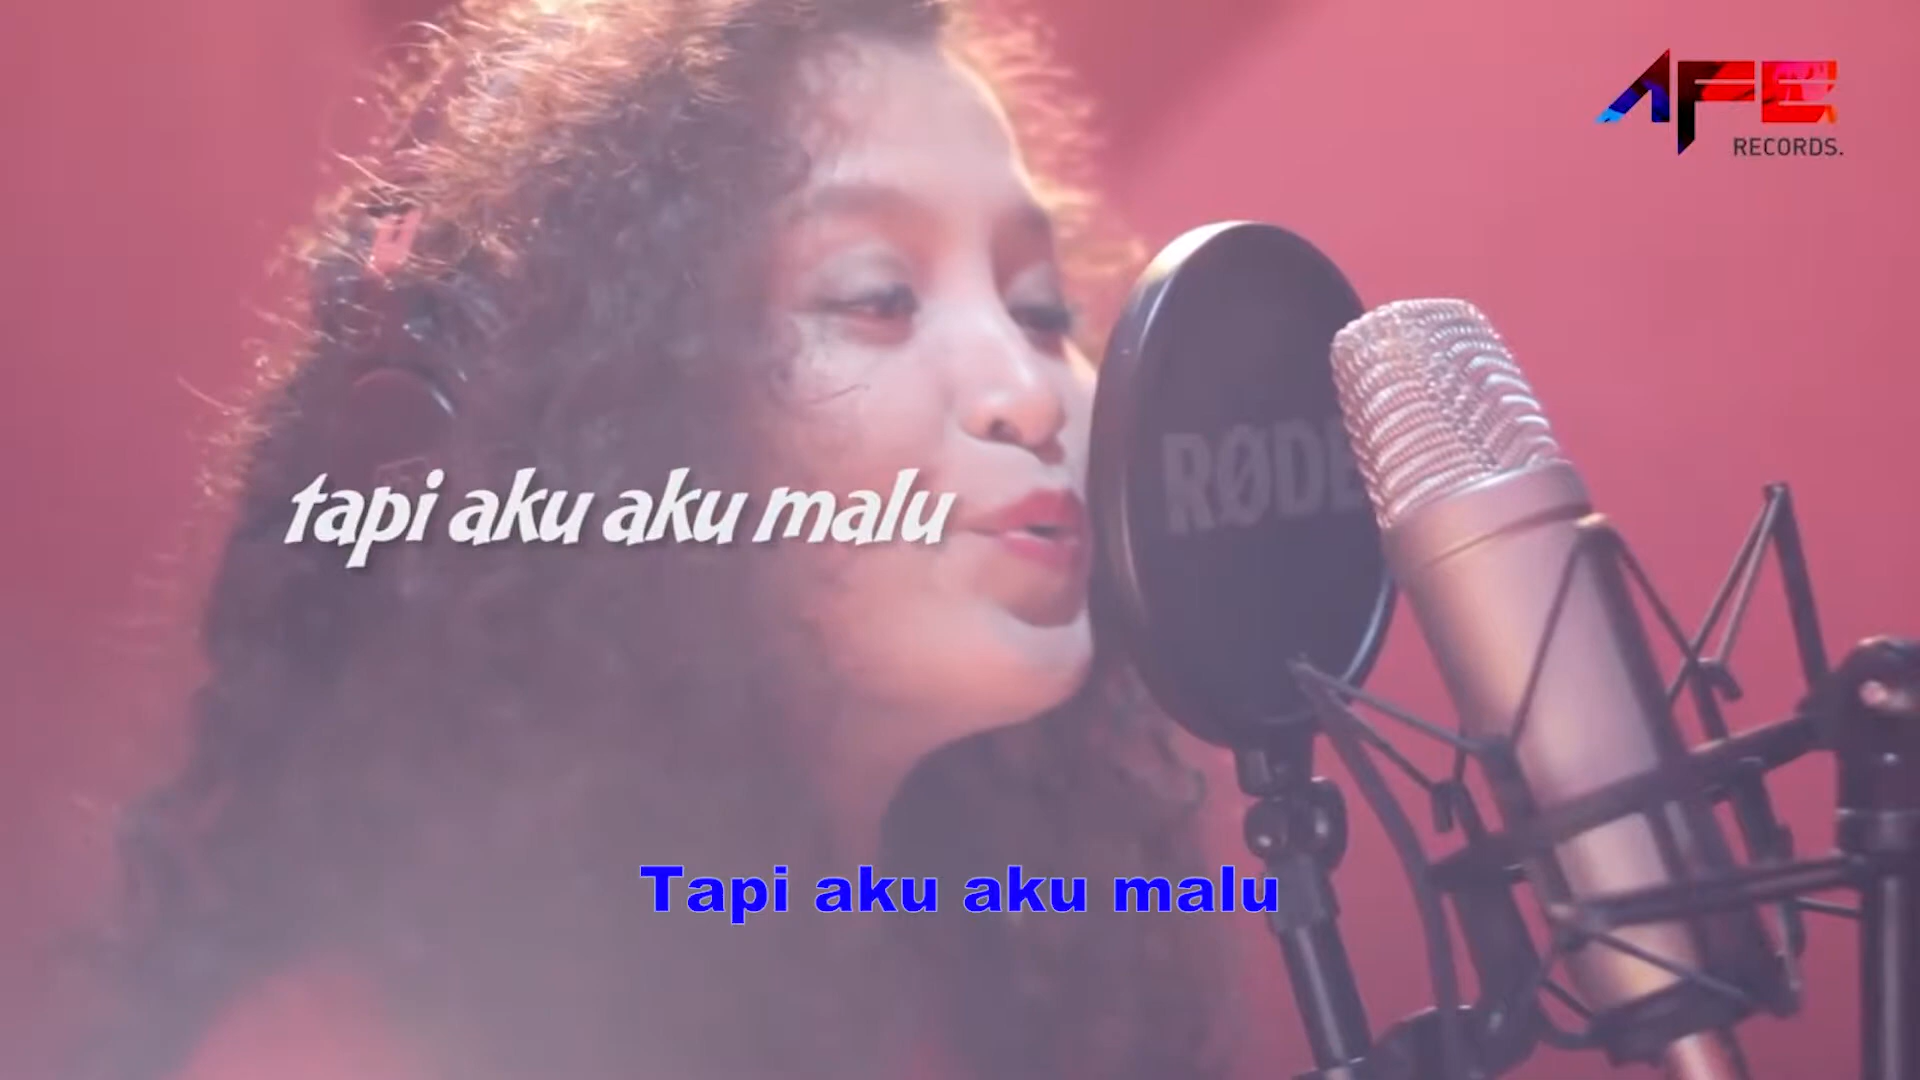 AFE
RECORDS.
RØDE
tapi aku aku malu
Tapi aku aku malu